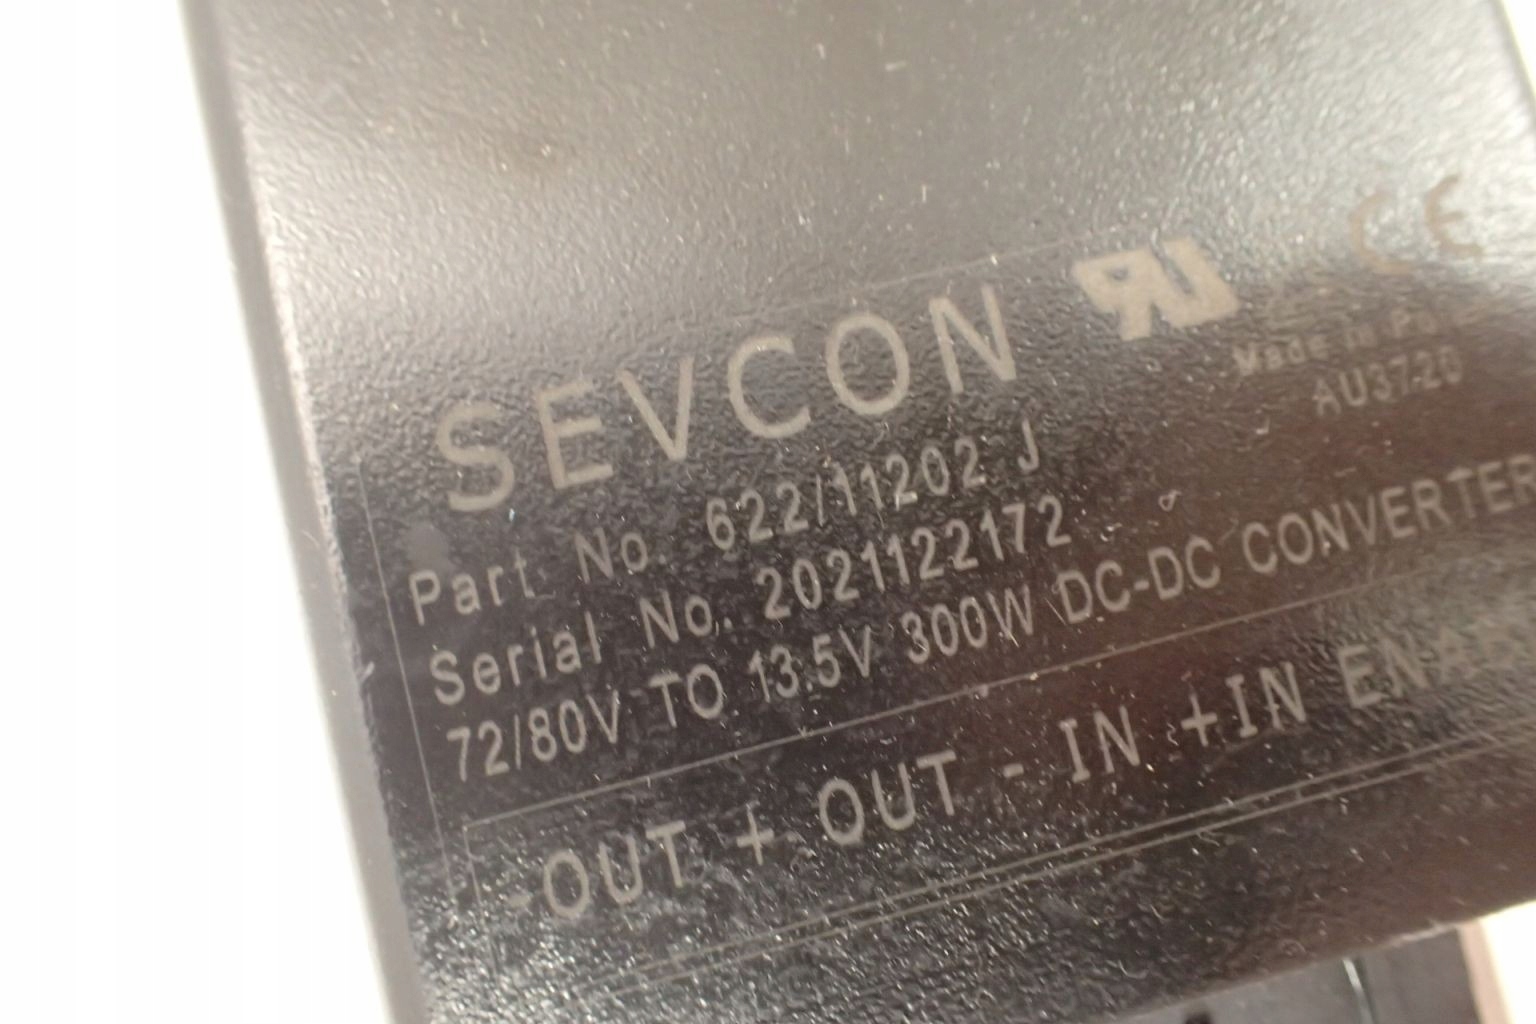 SEVCON
Made in
AU3720
Part No. 622/11202 J
Serial No. 2021122172
72/80V TO 13.5V 300W DC-DC CONVERTER
-OUT + OUT - IN +IN